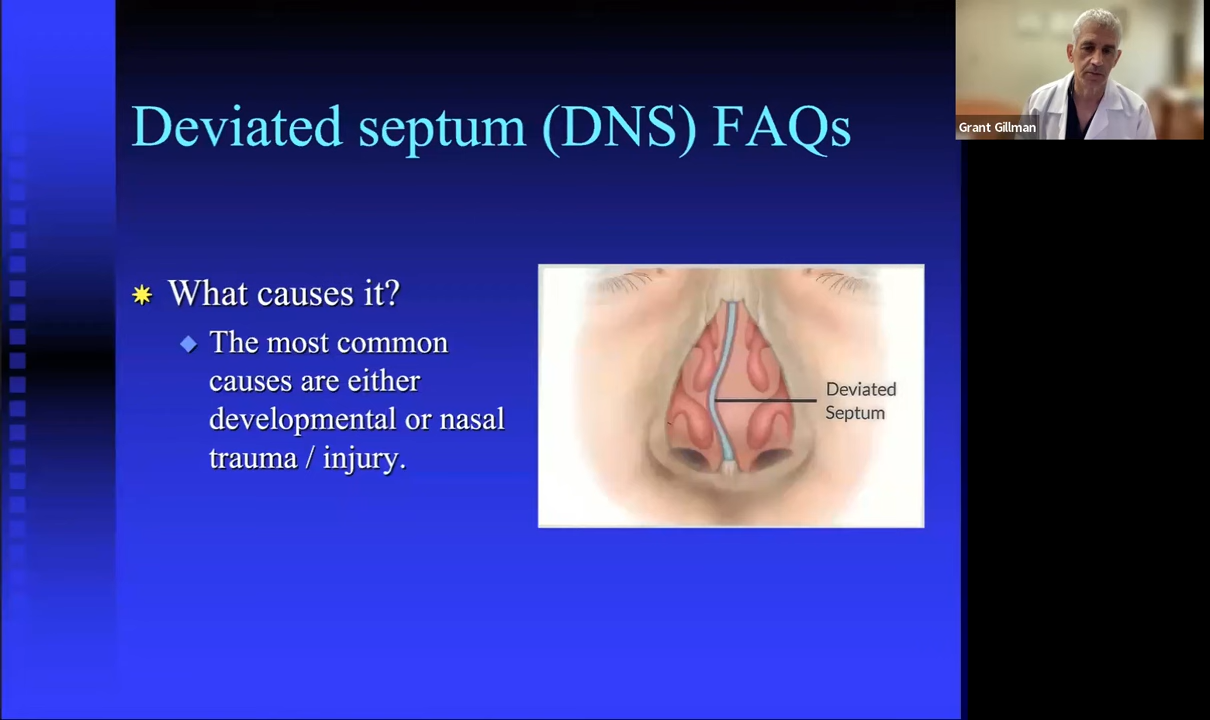 Deviated septum (DNS) FAQs
Grant Gillman
What causes it?
The most common
causes are either
developmental or nasal
trauma / injury.
Deviated
Septum